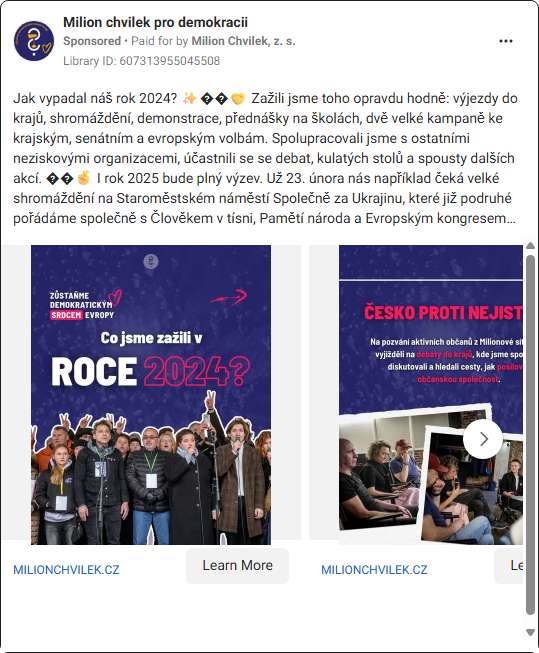 Milion chvilek pro demokracii
Sponsored • Paid for by Milion Chvilek, z. s.
Library ID: 607313955045508
Jak vypadal náš rok 2024? ✨ ��🤝 Zažili jsme toho opravdu hodně: výjezdy do
krajů, shromáždění, demonstrace, přednášky na školách, dvě velké kampaně ke
krajským, senátním a evropským volbám. Spolupracovali jsme s ostatními
neziskovými organizacemi, účastnili se se debat, kulatých stolů a spousty dalších
akcí. ��✌️ I rok 2025 bude plný výzev. Už 23. února nás například čeká velké
shromáždění na Staroměstském náměstí Společně za Ukrajinu, které již podruhé
pořádáme společně s Člověkem v tísni, Pamětí národa a Evropským kongresem...
ZŮSTAŇME
DEMOKRATICKÝM
SRDCEM EVROPY
Co jsme zažili v
ROCE 2024?
ČESKO PROTI NEJIST
Na pozvání aktivních občanů z Milionové sí
vyjížděli na debaty do krajů, kde jsme spo
diskutovali a hledali cesty, jak posilov
občanskou společnost.
MILIONCHVILEK.CZ
Learn More
MILIONCHVILEK.CZ
Le